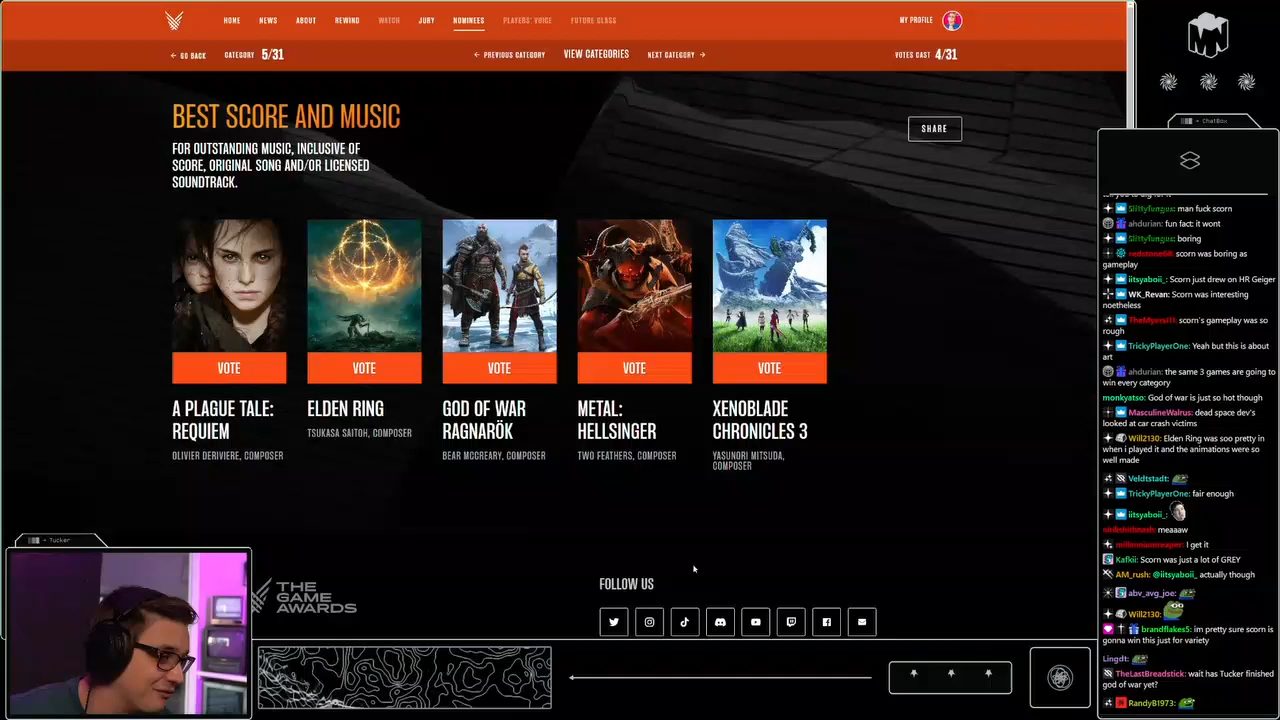 HOME NEWS ABOUT REWIND WATCH JURY NOMINEES PLAYERS' VOICE FUTURE CLASS MY PROFILE
← GO BACK CATEGORY 5/31 ← PREVIOUS CATEGORY VIEW CATEGORIES NEXT CATEGORY → VOTES CAST 4/31
BEST SCORE AND MUSIC
FOR OUTSTANDING MUSIC, INCLUSIVE OF
SCORE, ORIGINAL SONG AND/OR LICENSED
SOUNDTRACK.
SHARE
VOTE VOTE VOTE VOTE VOTE
A PLAGUE TALE:
REQUIEM
OLIVIER DERIVIERE, COMPOSER
ELDEN RING
TSUKASA SAITOH, COMPOSER
GOD OF WAR
RAGNARÖK
BEAR MCCREARY, COMPOSER
METAL:
HELLSINGER
TWO FEATHERS, COMPOSER
XENOBLADE
CHRONICLES 3
YASUNORI MITSUDA,
COMPOSER
THE
GAME
AWARDS
FOLLOW US
Tucker
ChatBox
Slittyfungus: man fuck scorn
ahdurian: fun fact: it wont
Slittyfungus: boring
redstone68: scorn was boring as
gameplay
iitsyaboii_: Scorn just drew on HR Geiger
WK_Revan: Scorn was interesting
noetheless
scorn's gameplay was so
rough
TrickyPlayerOne: Yeah but this is about
art
ahdurian: the same 3 games are going to
win every category
monkyatso: God of war is just so hot though
MasculineWalrus: dead space dev's
looked at car crash victims
Will2130: Elden Ring was soo pretty in
when i played it and the animations were so
well made
Veldtstadt:
TrickyPlayerOne: fair enough
iitsyaboii_:
meaaaw
I get it
Kafkii: Scorn was just a lot of GREY
AM_rush: @iitsyaboii_ actually though
abv_avg_joe:
Will2130:
brandflakes5: im pretty sure scorn is
gonna win this just for variety
Lingdt:
TheLastBreadstick: wait has Tucker finished
god of war yet?
RandyB1973: